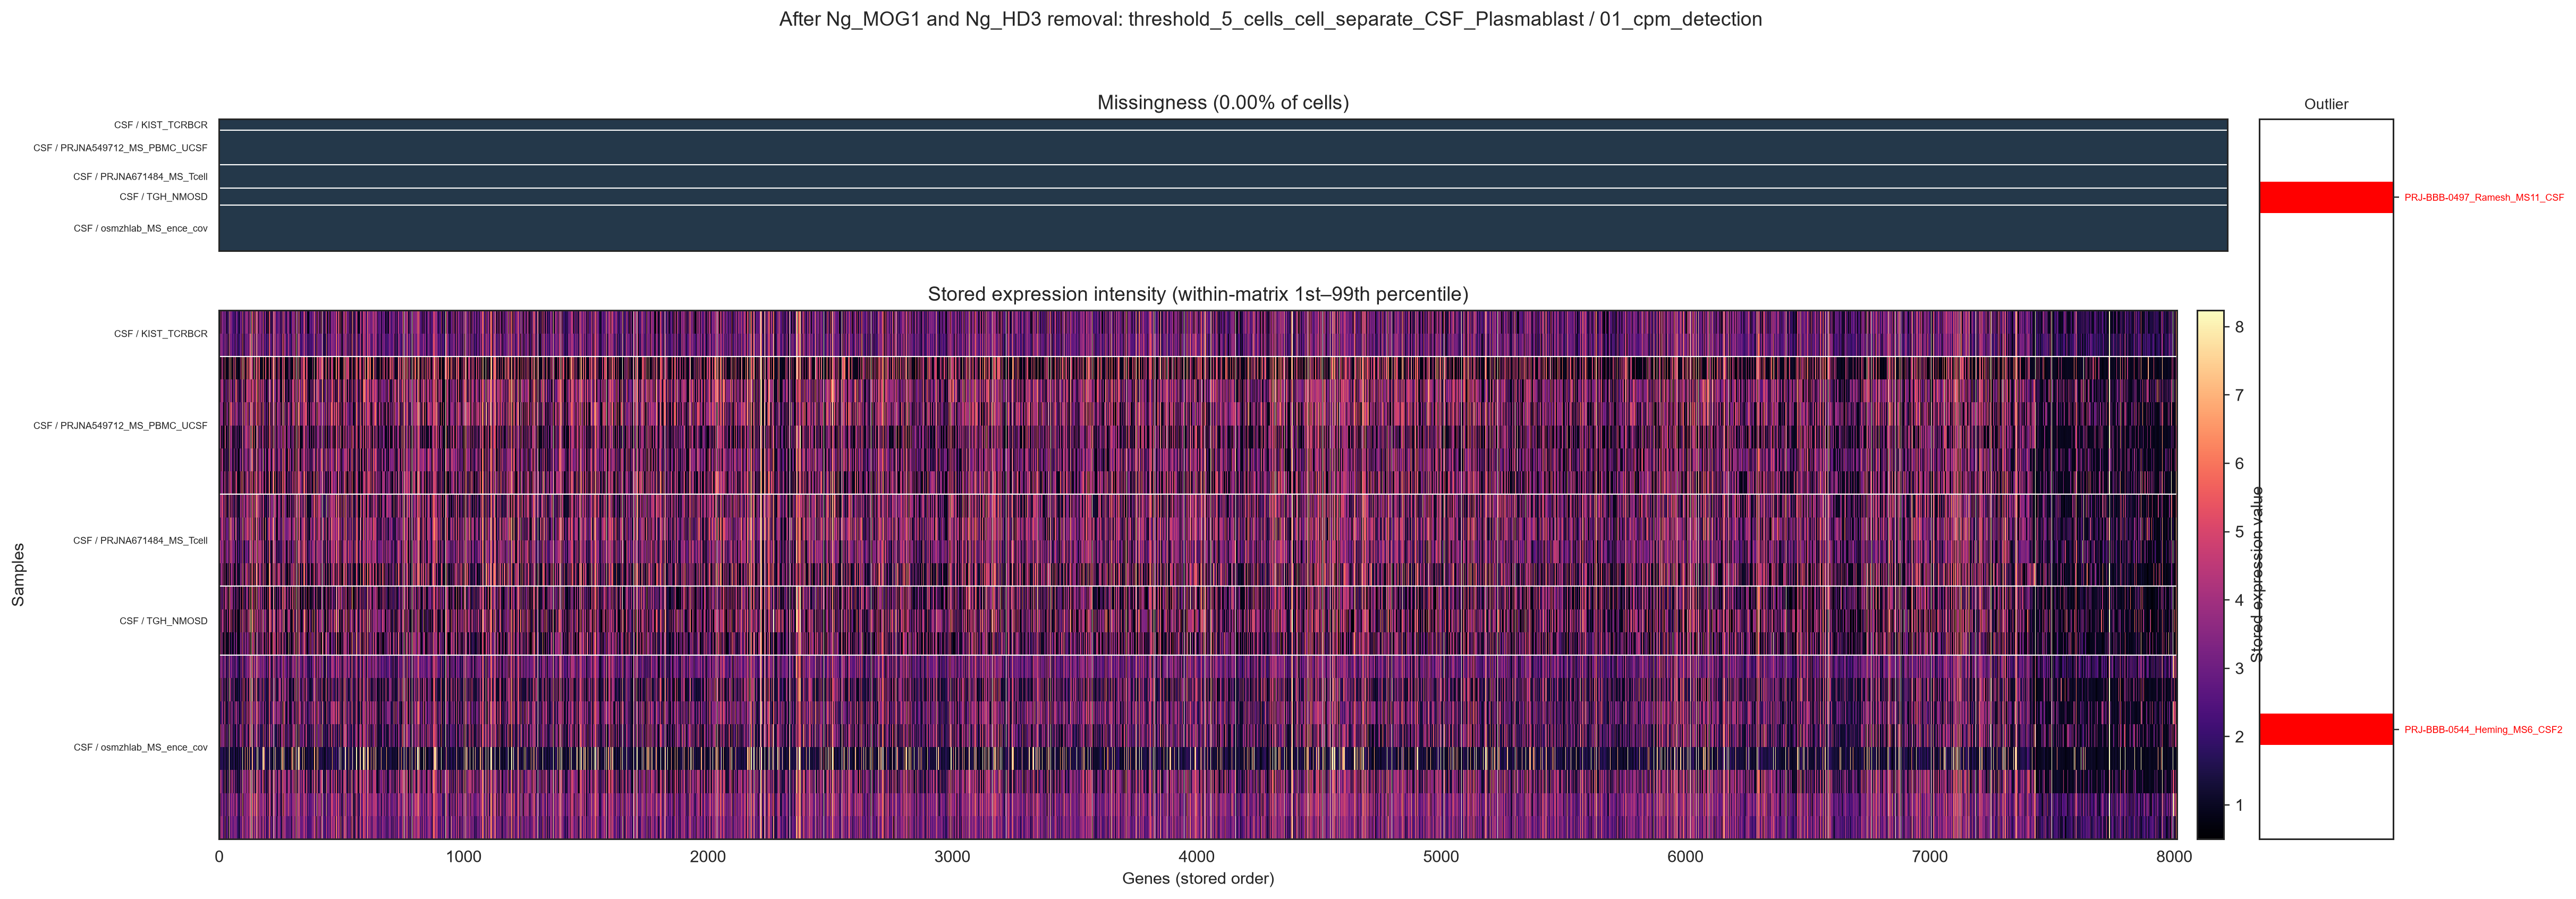 After Ng_MOG1 and Ng_HD3 removal: threshold_5_cells_cell_separate_CSF_Plasmablast / 01_cpm_detection
Missingness (0.00% of cells)
Outlier
CSF / KIST_TCRBCR
CSF / PRJNA549712_MS_PBMC_UCSF
CSF / PRJNA671484_MS_Tcell
CSF / TGH_NMOSD
CSF / osmzhlab_MS_ence_cov
PRJ-BBB-0497_Ramesh_MS11_CSF
Stored expression intensity (within-matrix 1st–99th percentile)
CSF / KIST_TCRBCR
CSF / PRJNA549712_MS_PBMC_UCSF
CSF / PRJNA671484_MS_Tcell
CSF / TGH_NMOSD
CSF / osmzhlab_MS_ence_cov
Samples
8
7
6
5
4
3
2
1
Stored expression value
PRJ-BBB-0544_Heming_MS6_CSF2
0 1000 2000 3000 4000 5000 6000 7000 8000
Genes (stored order)